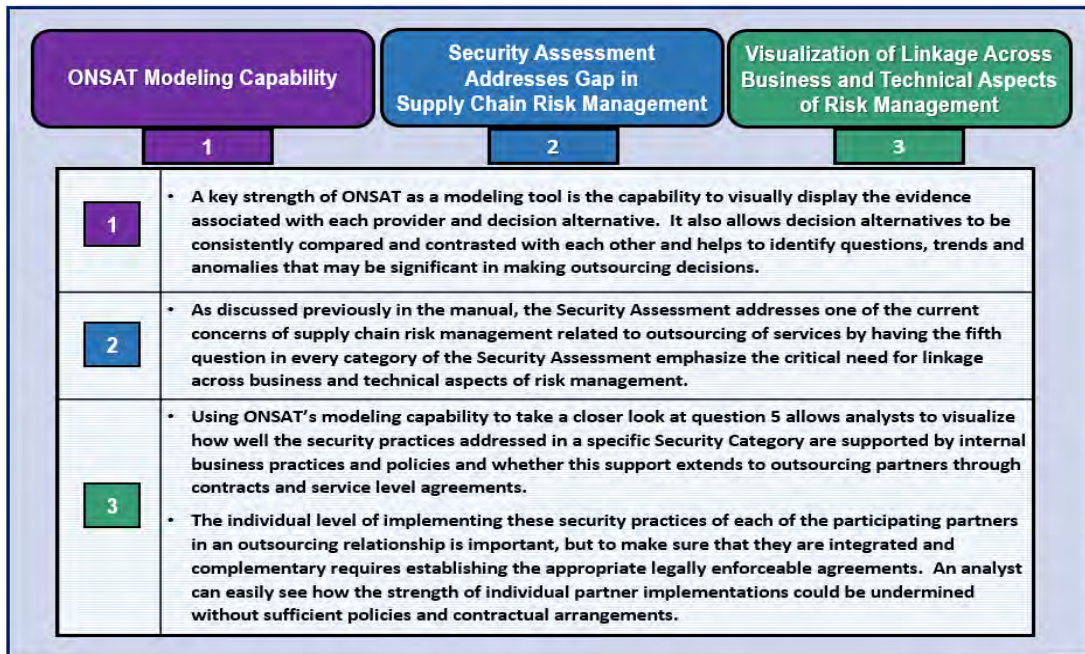 ONSAT Modeling Capability
Security Assessment
Addresses Gap in
Supply Chain Risk Management
Visualization of Linkage Across
Business and Technical Aspects
of Risk Management
1
2
3
1
• A key strength of ONSAT as a modeling tool is the capability to visually display the evidence
associated with each provider and decision alternative.  It also allows decision alternatives to be
consistently compared and contrasted with each other and helps to identify questions, trends and
anomalies that may be significant in making outsourcing decisions.
2
• As discussed previously in the manual, the Security Assessment addresses one of the current
concerns of supply chain risk management related to outsourcing of services by having the fifth
question in every category of the Security Assessment emphasize the critical need for linkage
across business and technical aspects of risk management.
3
• Using ONSAT’s modeling capability to take a closer look at question 5 allows analysts to visualize
how well the security practices addressed in a specific Security Category are supported by internal
business practices and policies and whether this support extends to outsourcing partners through
contracts and service level agreements.
• The individual level of implementing these security practices of each of the participating partners
in an outsourcing relationship is important, but to make sure that they are integrated and
complementary requires establishing the appropriate legally enforceable agreements.  An analyst
can easily see how the strength of individual partner implementations could be undermined
without sufficient policies and contractual arrangements.